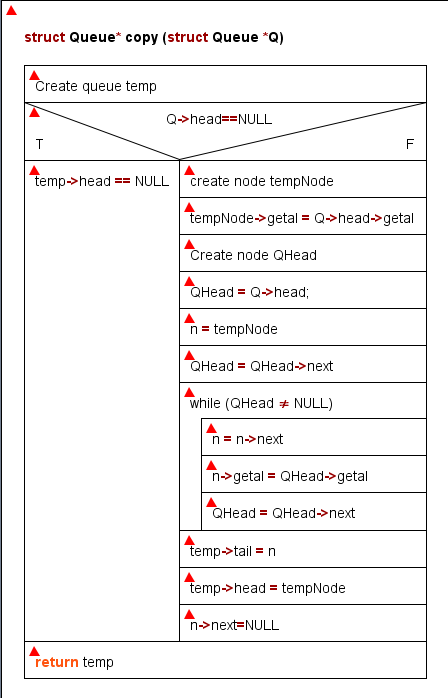 struct Queue* copy (struct Queue *Q)
Create queue temp
Q->head==NULL
T
F
temp->head == NULL
create node tempNode
tempNode->getal = Q->head->getal
Create node QHead
QHead = Q->head;
n = tempNode
QHead = QHead->next
while (QHead ≠ NULL)
n = n->next
n->getal = QHead->getal
QHead = QHead->next
temp->tail = n
temp->head = tempNode
n->next=NULL
return temp